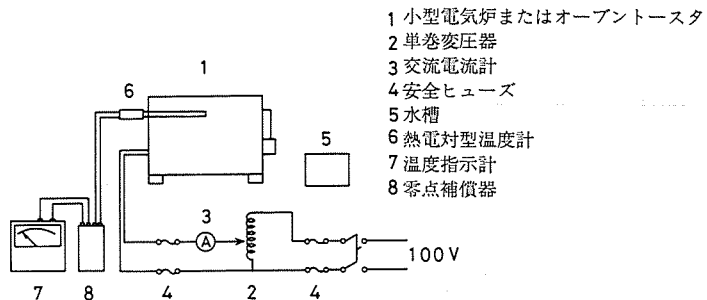 1 小型電気炉またはオーブントースタ
2 単巻変圧器
3 交流電流計
4 安全ヒューズ
5 水槽
6 熱電対型温度計
7 温度指示計
8 零点補償器
1
6
5
3
A
100V
7 8 4 2 4